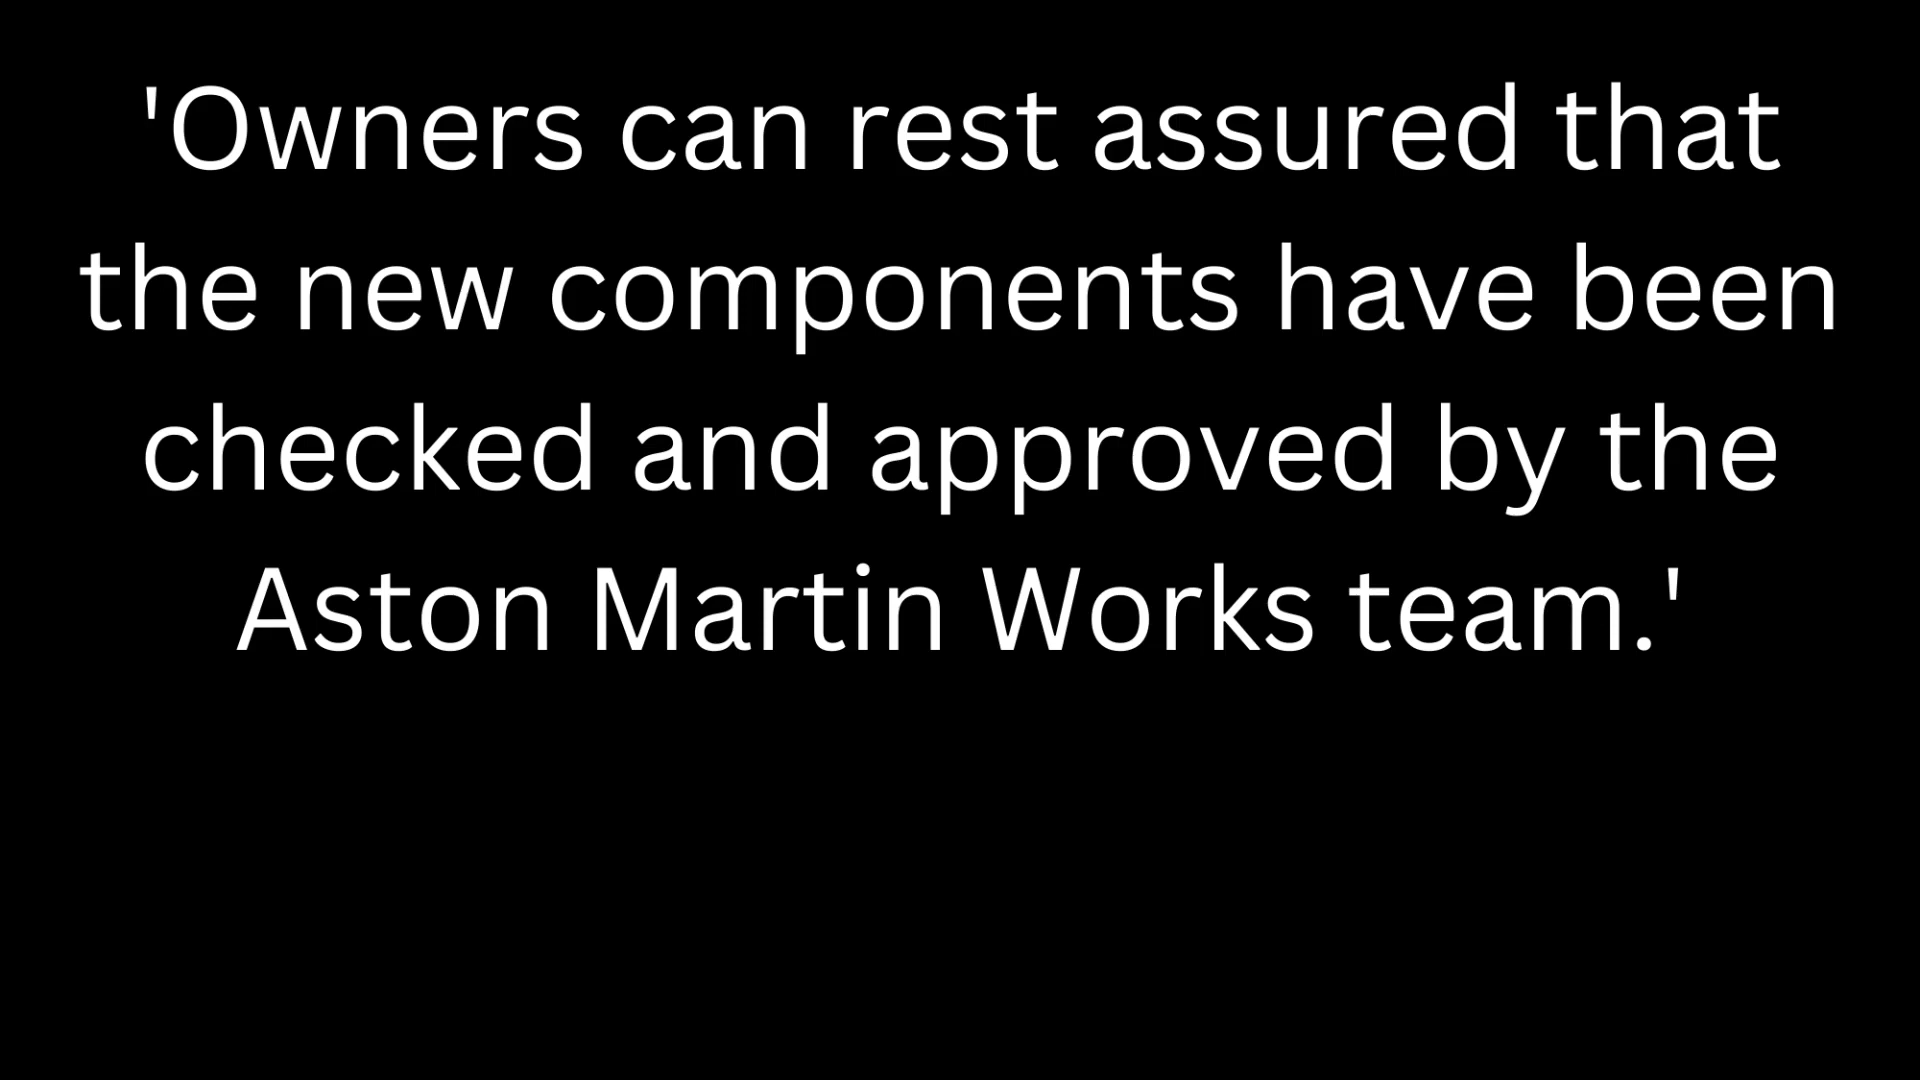 'Owners can rest assured that
the new components have been
checked and approved by the
Aston Martin Works team.'